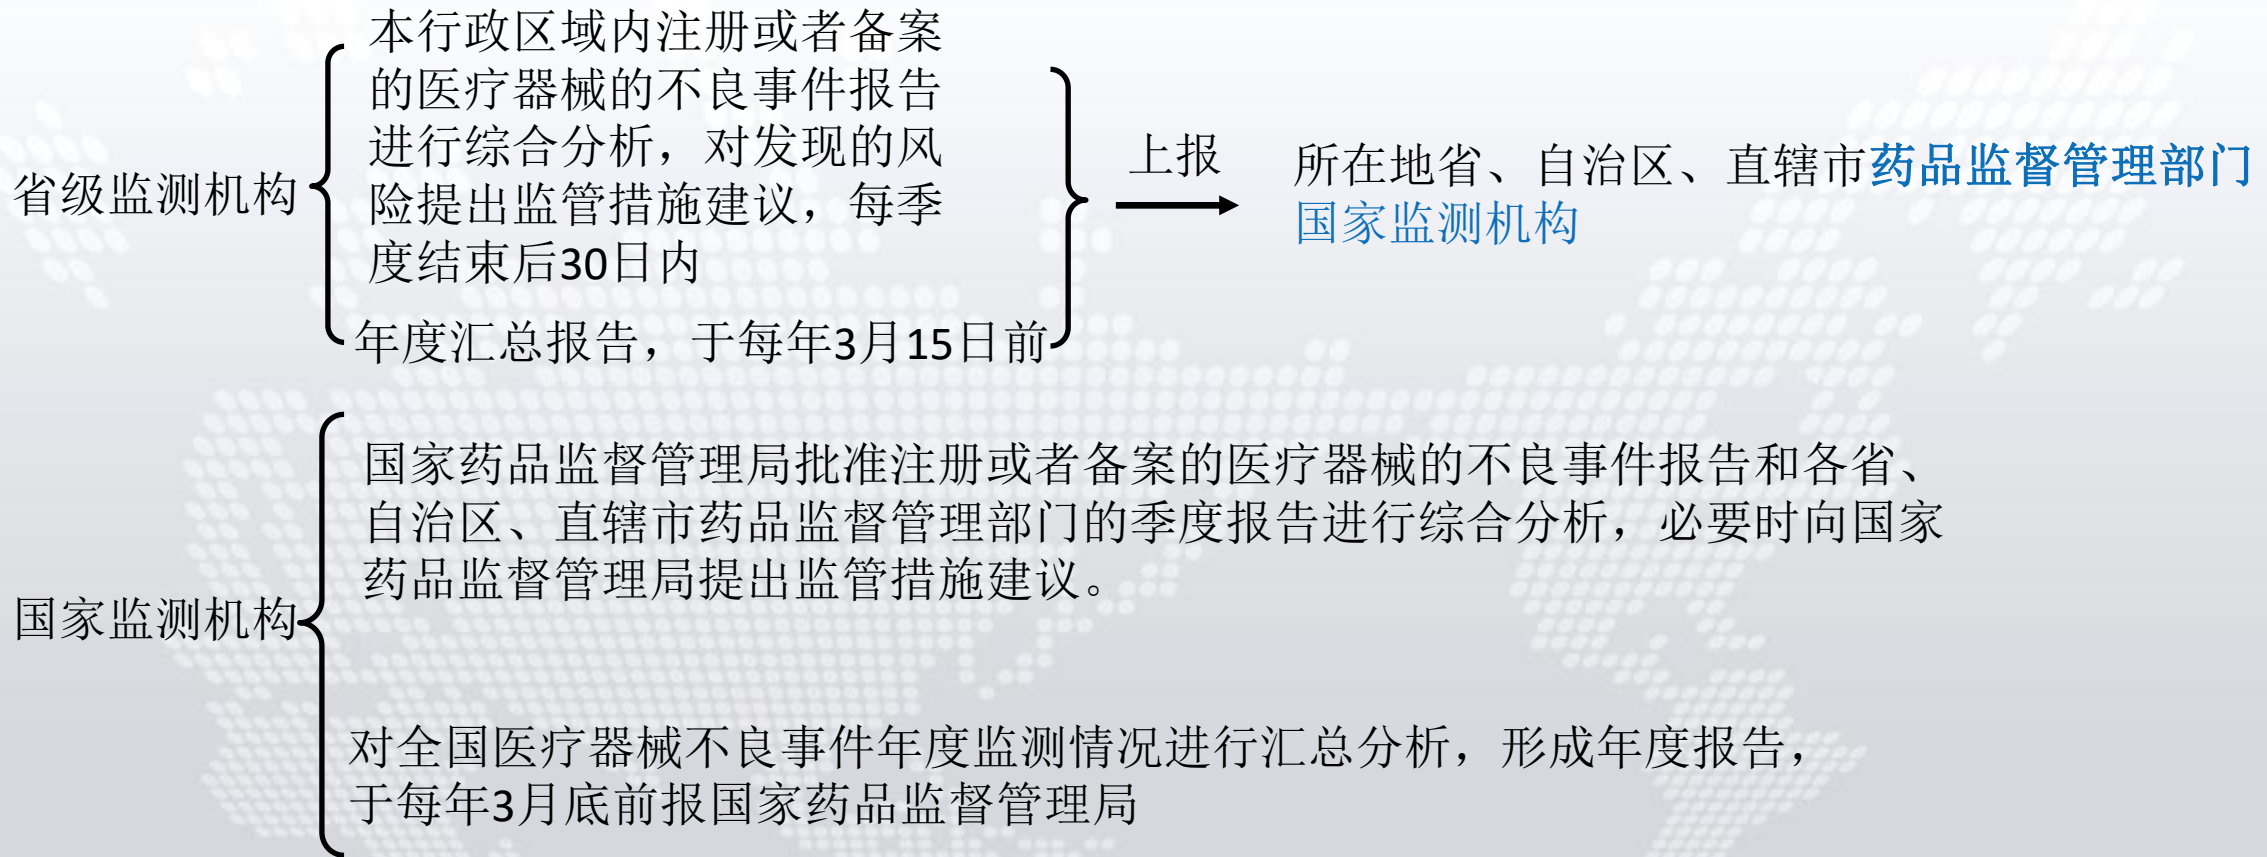 省级监测机构
本行政区域内注册或者备案
的医疗器械的不良事件报告
进行综合分析，对发现的风
险提出监管措施建议，每季
度结束后30日内
年度汇总报告，于每年3月15日前
上报
所在地省、自治区、直辖市药品监督管理部门
国家监测机构
国家监测机构
国家药品监督管理局批准注册或者备案的医疗器械的不良事件报告和各省、
自治区、直辖市药品监督管理部门的季度报告进行综合分析，必要时向国家
药品监督管理局提出监管措施建议。
对全国医疗器械不良事件年度监测情况进行汇总分析，形成年度报告，
于每年3月底前报国家药品监督管理局